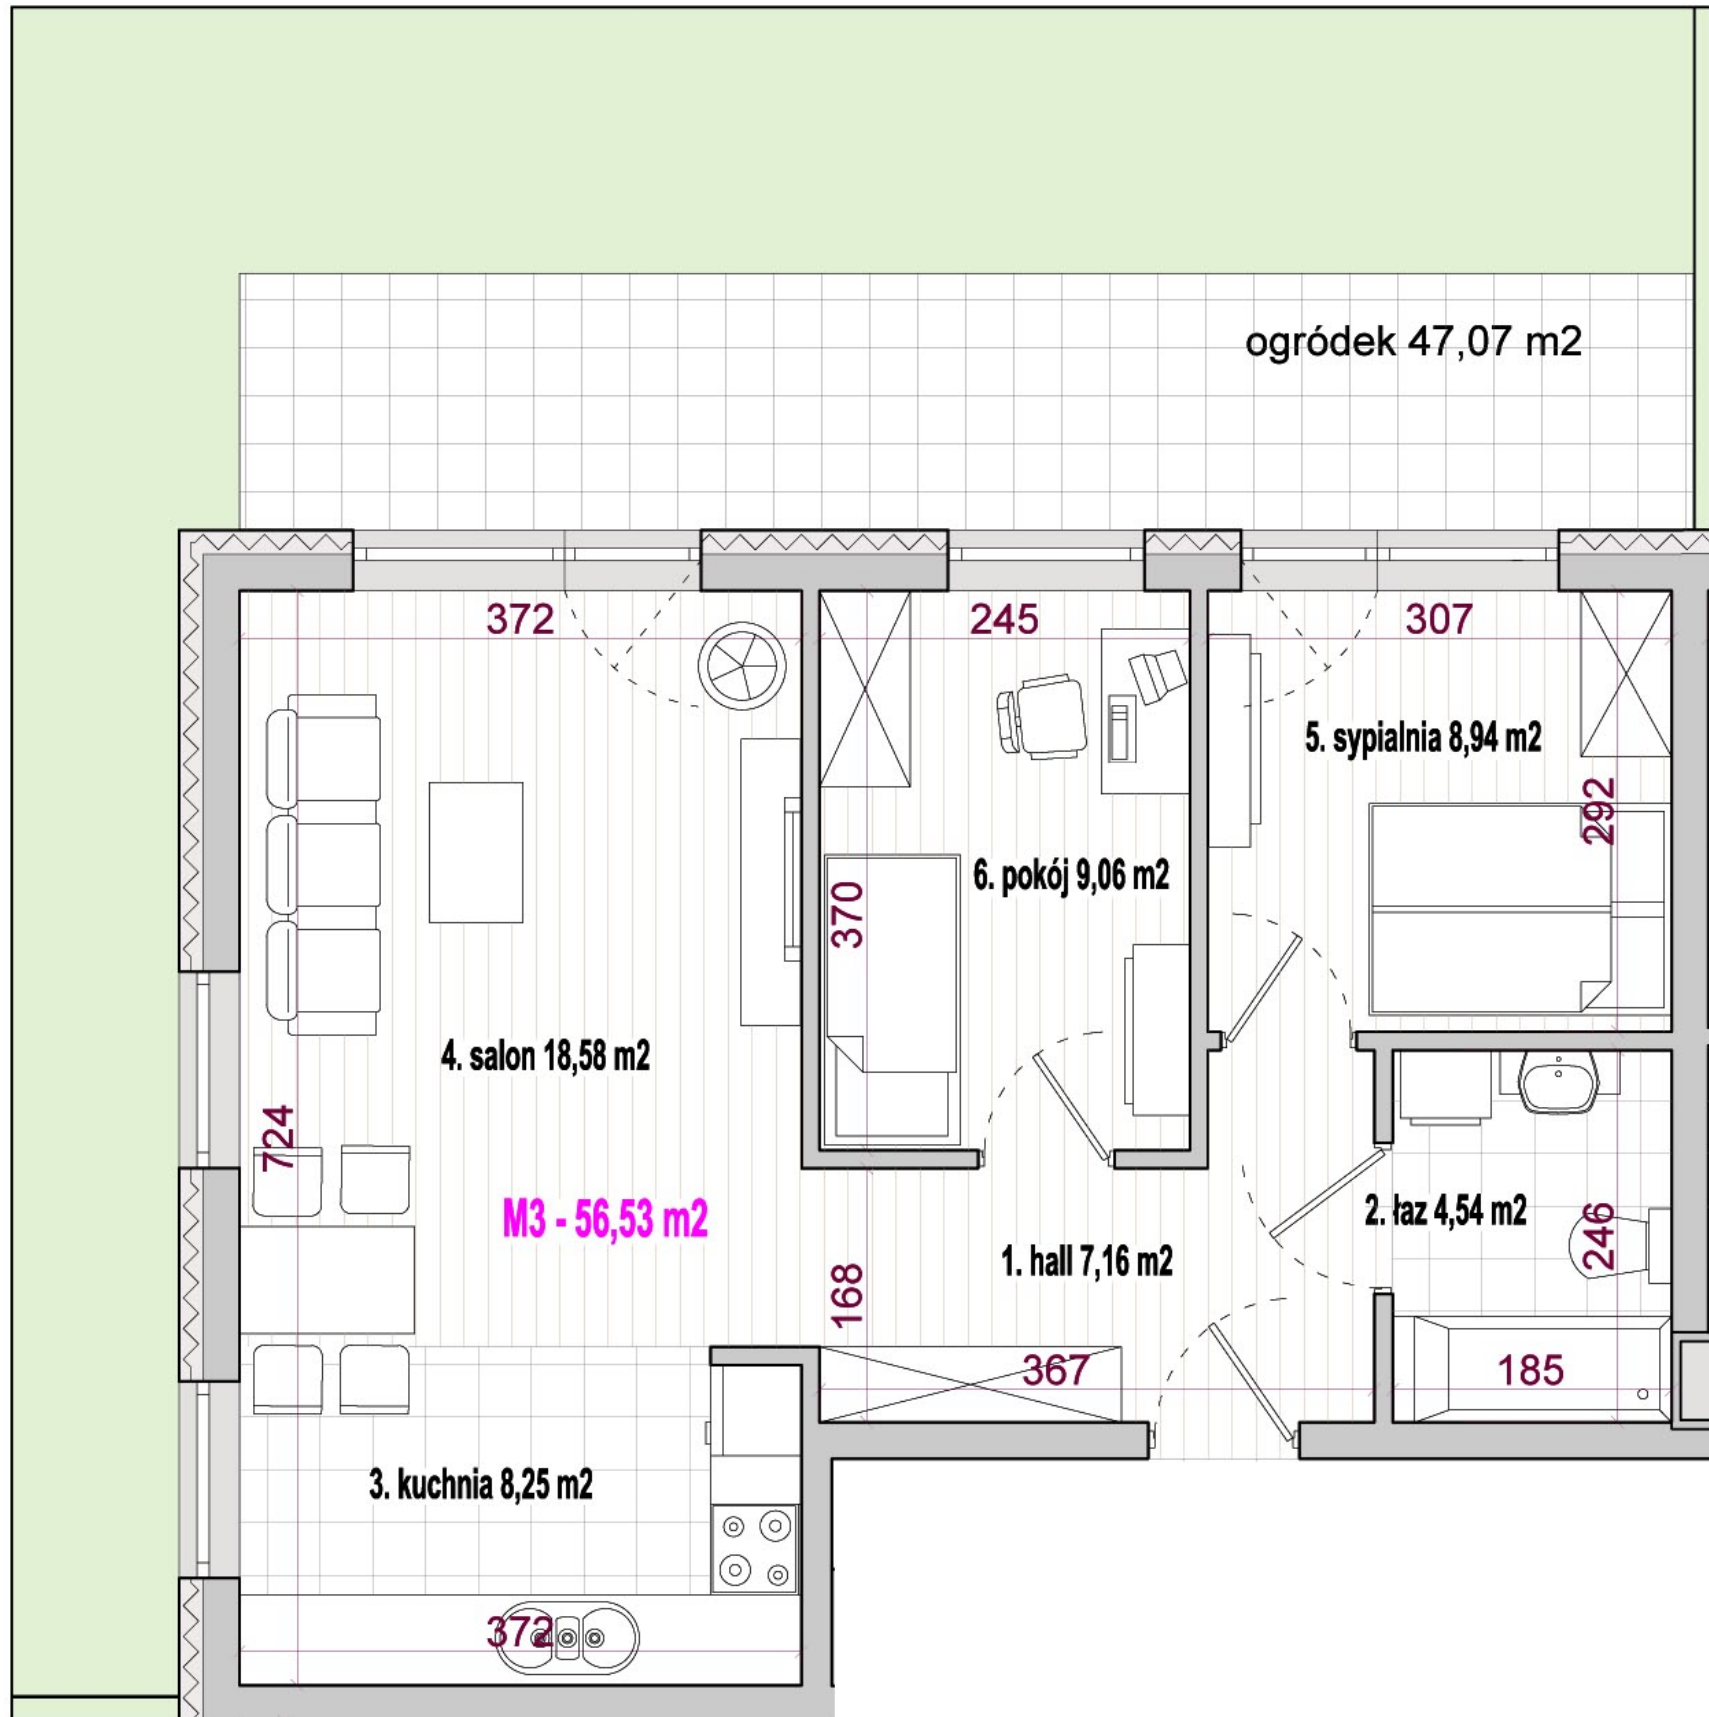 ogródek 47,07 m2
372
245
307
5. sypialnia 8,94 m2
292
6. pokój 9,06 m2
370
4. salon 18,58 m2
724
M3 - 56,53 m2
2. łaz 4,54 m2
246
1. hall 7,16 m2
168
367
185
3. kuchnia 8,25 m2
372